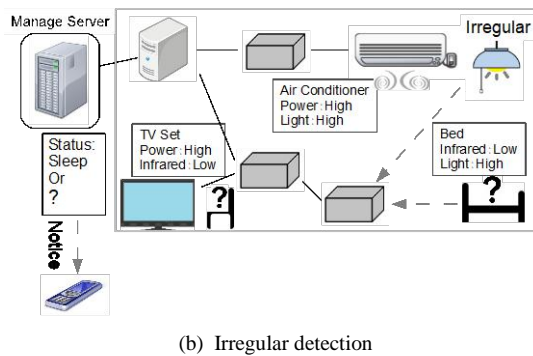 Manage Server
Irregular
Air Conditioner
Power:High
Light:High
TV Set
Power:High
Infrared:Low
Bed
Infrared:Low
Light:High
Status:
Sleep
Or
?
?
?
Notice
(b) Irregular detection